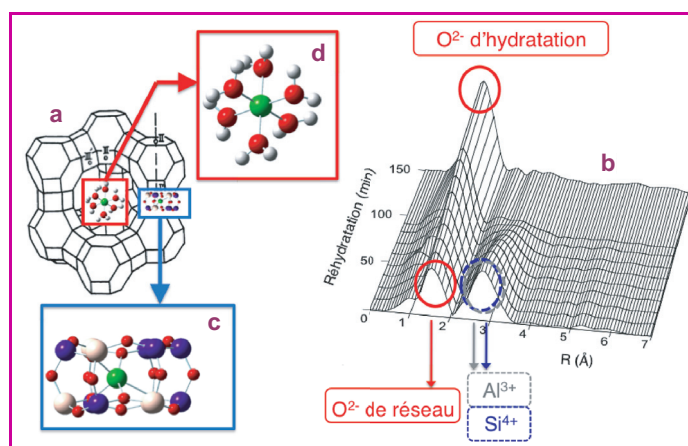 a
d
O²⁻ d'hydratation
b
150
100
50
0
Réhydratation (min)
0 1 2 3 4 5 6 7
R (Å)
c
O²⁻ de réseau
Al³⁺
Si⁴⁺